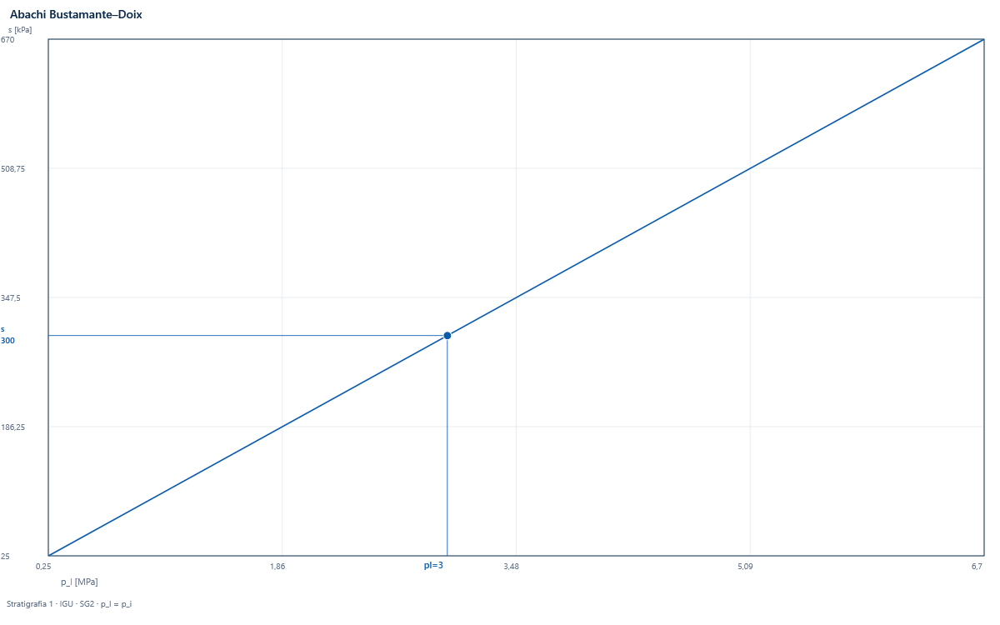 Abachi Bustamante–Doix
s [kPa]
670
508,75
347,5
s
300
186,25
25
0,25
1,86
pl=3
3,48
5,09
6,7
p_l [MPa]
Stratigrafia 1 · IGU · SG2 · p_l = p_i